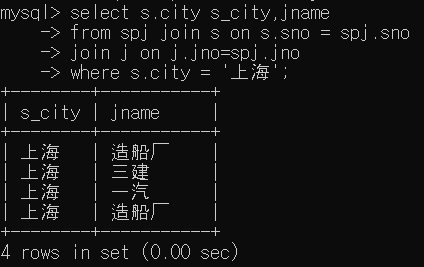 mysql> select s.city s_city,jname
    -> from spj join s on s.sno = spj.sno
    -> join j on j.jno=spj.jno
    -> where s.city = '上海';
+--------+-----------+
| s_city | jname     |
+--------+-----------+
| 上海   | 造船厂
| 上海   | 三建
| 上海   | 一汽
| 上海   | 造船厂
+--------+-----------+
4 rows in set (0.00 sec)